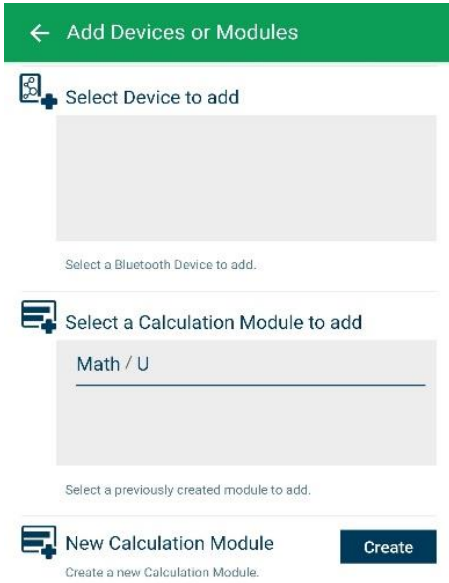 Add Devices or Modules
Select Device to add
Select a Bluetooth Device to add.
Select a Calculation Module to add
Math / U
Select a previously created module to add.
New Calculation Module
Create
Create a new Calculation Module.